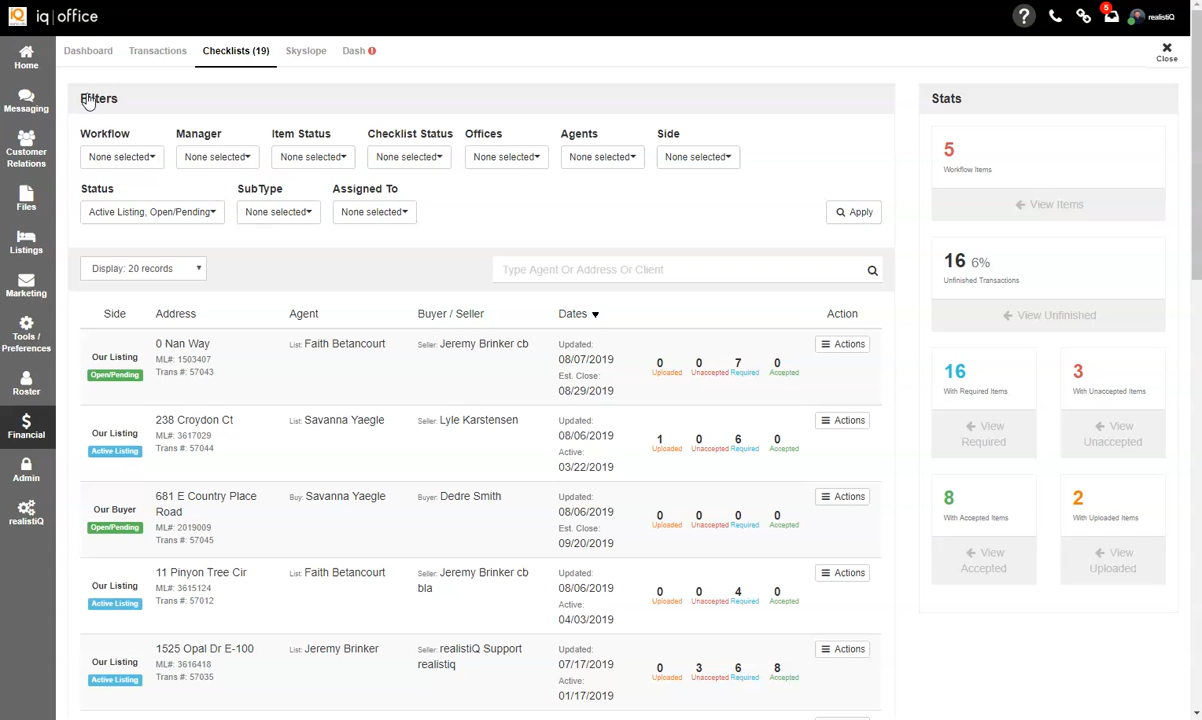 iq | office
5
realistiQ
Home
Messaging
Customer
Relations
Files
Listings
Marketing
Tools /
Preferences
Roster
Financial
Admin
realistiQ
Dashboard Transactions Checklists (19) Skyslope Dash
Close
Filters
Workflow Manager Item Status Checklist Status Offices Agents Side
None selected None selected None selected None selected None selected None selected None selected
Status SubType Assigned To
Active Listing, Open/Pending None selected None selected Apply
Display: 20 records Type Agent Or Address Or Client
Side Address Agent Buyer / Seller Dates Action
Our Listing
Open/Pending
0 Nan Way
ML#: 1503407
Trans #: 57043
List: Faith Betancourt
Seller: Jeremy Brinker cb
Updated:
08/07/2019
Est. Close:
08/29/2019
0 0 7 0
Uploaded Unaccepted Required Accepted
Actions
Our Listing
Active Listing
238 Croydon Ct
ML#: 3617029
Trans #: 57044
List: Savanna Yaegle
Seller: Lyle Karstensen
Updated:
08/06/2019
Active:
03/22/2019
1 0 6 0
Uploaded Unaccepted Required Accepted
Actions
Our Buyer
Open/Pending
681 E Country Place
Road
ML#: 2019009
Trans #: 57045
Buy: Savanna Yaegle
Buyer: Dedre Smith
Updated:
08/06/2019
Est. Close:
09/20/2019
0 0 0 0
Uploaded Unaccepted Required Accepted
Actions
Our Listing
Active Listing
11 Pinyon Tree Cir
ML#: 3615124
Trans #: 57012
List: Faith Betancourt
Seller: Jeremy Brinker cb
bla
Updated:
08/06/2019
Active:
04/03/2019
0 0 4 0
Uploaded Unaccepted Required Accepted
Actions
Our Listing
Active Listing
1525 Opal Dr E-100
ML#: 3616418
Trans #: 57035
List: Jeremy Brinker
Seller: realistiQ Support
realistiq
Updated:
07/17/2019
Active:
01/17/2019
0 3 6 8
Uploaded Unaccepted Required Accepted
Actions
Stats
5
Workflow Items
View Items
16 6%
Unfinished Transactions
View Unfinished
16
With Required Items
View
Required
3
With Unaccepted Items
View
Unaccepted
8
With Accepted Items
View
Accepted
2
With Uploaded Items
View
Uploaded